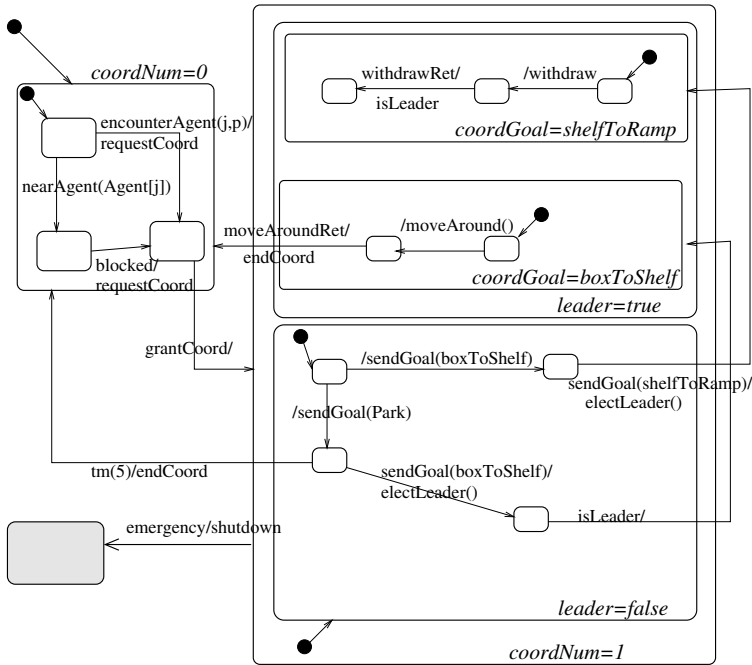 coordNum=0
encounterAgent(j,p)/
requestCoord
nearAgent(Agent[j])
blocked/
requestCoord
withdrawRet/
isLeader
/withdraw
coordGoal=shelfToRamp
moveAroundRet/
endCoord
/moveAround()
coordGoal=boxToShelf
leader=true
grantCoord/
/sendGoal(boxToShelf)
sendGoal(shelfToRamp)/
electLeader()
/sendGoal(Park)
tm(5)/endCoord
sendGoal(boxToShelf)/
electLeader()
isLeader/
emergency/shutdown
leader=false
coordNum=1